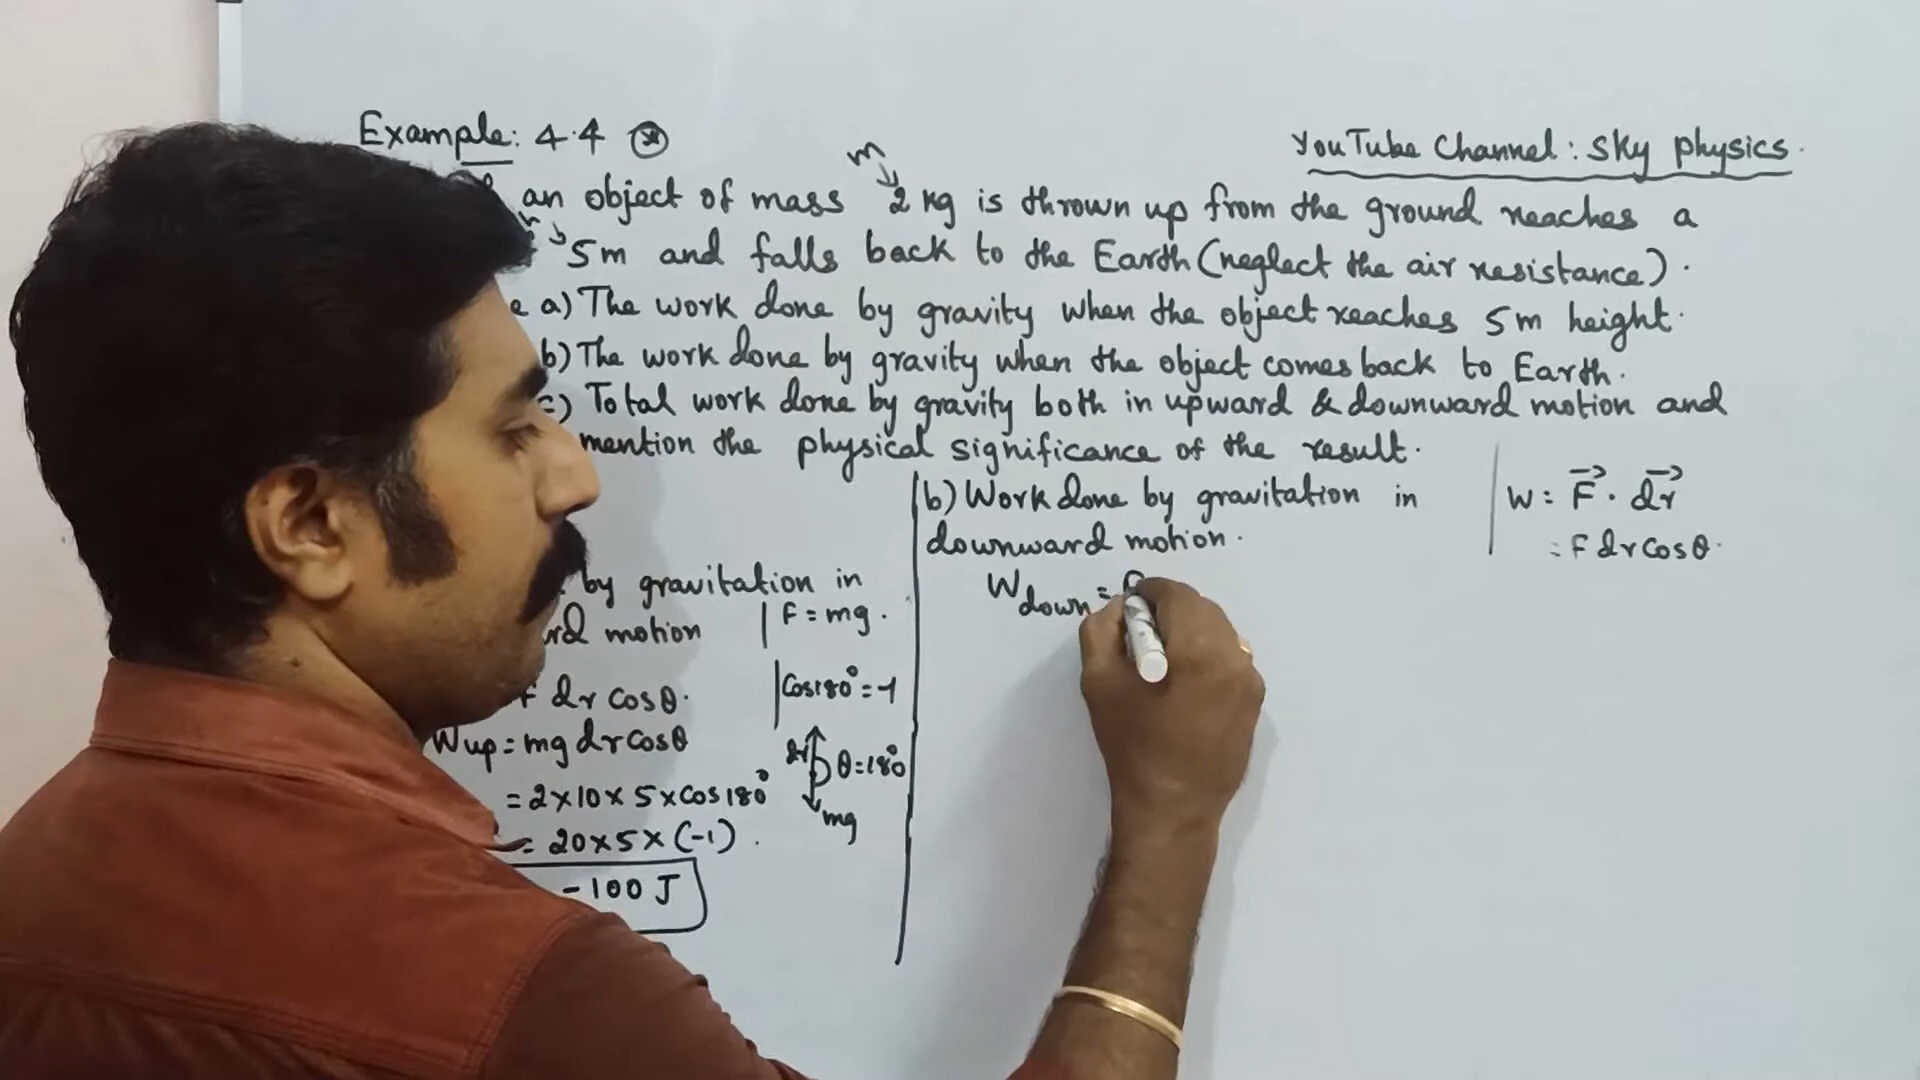 Example: 4.4
YouTube Channel: Sky physics.
m
an object of mass 2 kg is thrown up from the ground reaches a
5m and falls back to the Earth (neglect the air resistance).
a) The work done by gravity when the object reaches 5m height.
b) The work done by gravity when the object comes back to Earth.
c) Total work done by gravity both in upward & downward motion and
mention the physical significance of the result.
by gravitation in
motion
F = mg.
F dr cosθ.
cos180° = -1
Wup = mg dr cosθ
= 2×10×5×cos180°
= 20×5×(-1).
-100 J
dr θ=180°
mg
b) Work done by gravitation in
downward motion.
Wdown =
W = F⃗ · dr⃗
= F dr cosθ.